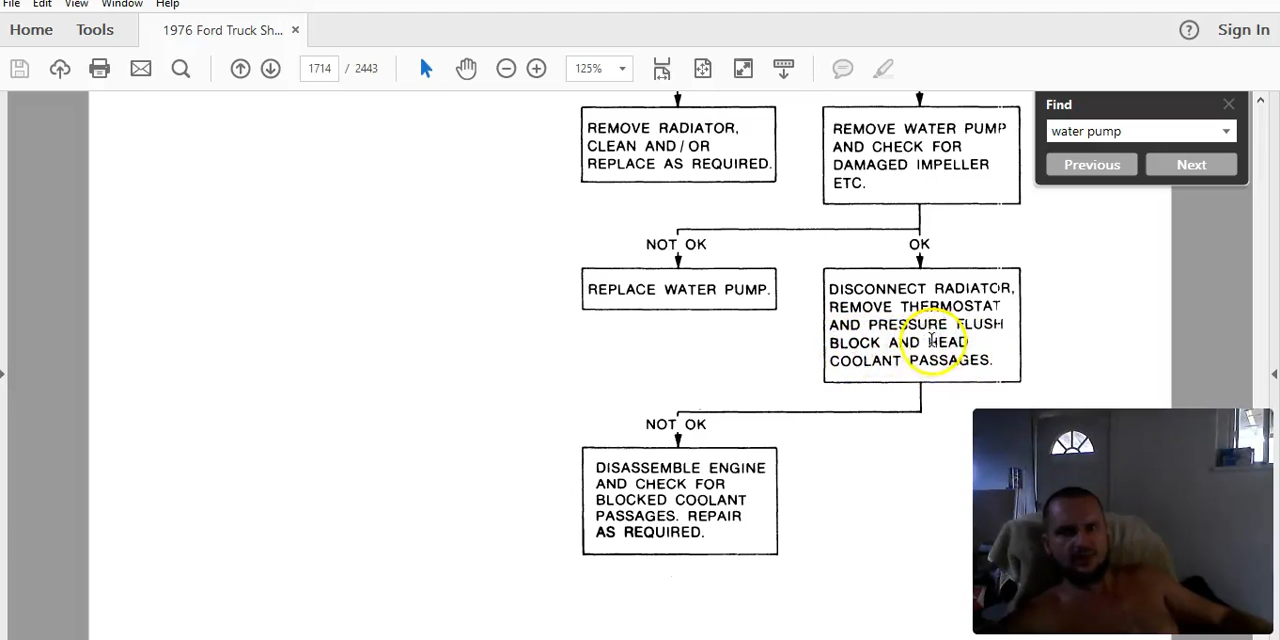 File Edit View Window Help
Home Tools 1976 Ford Truck Sh... × Sign In
1714 / 2443 125%
Find
water pump
Previous Next
REMOVE RADIATOR,
CLEAN AND/OR
REPLACE AS REQUIRED.
REMOVE WATER PUMP
AND CHECK FOR
DAMAGED IMPELLER
ETC.
NOT OK
OK
REPLACE WATER PUMP.
DISCONNECT RADIATOR,
REMOVE THERMOSTAT
AND PRESSURE FLUSH
BLOCK AND HEAD
COOLANT PASSAGES.
NOT OK
DISASSEMBLE ENGINE
AND CHECK FOR
BLOCKED COOLANT
PASSAGES. REPAIR
AS REQUIRED.